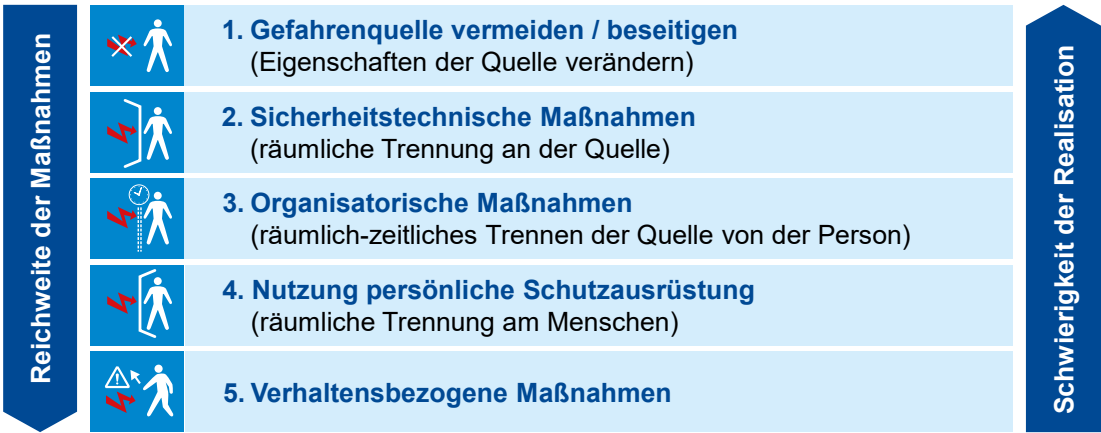 Reichweite der Maßnahmen
1. Gefahrenquelle vermeiden / beseitigen
(Eigenschaften der Quelle verändern)
2. Sicherheitstechnische Maßnahmen
(räumliche Trennung an der Quelle)
3. Organisatorische Maßnahmen
(räumlich-zeitliches Trennen der Quelle von der Person)
4. Nutzung persönliche Schutzausrüstung
(räumliche Trennung am Menschen)
5. Verhaltensbezogene Maßnahmen
Schwierigkeit der Realisation